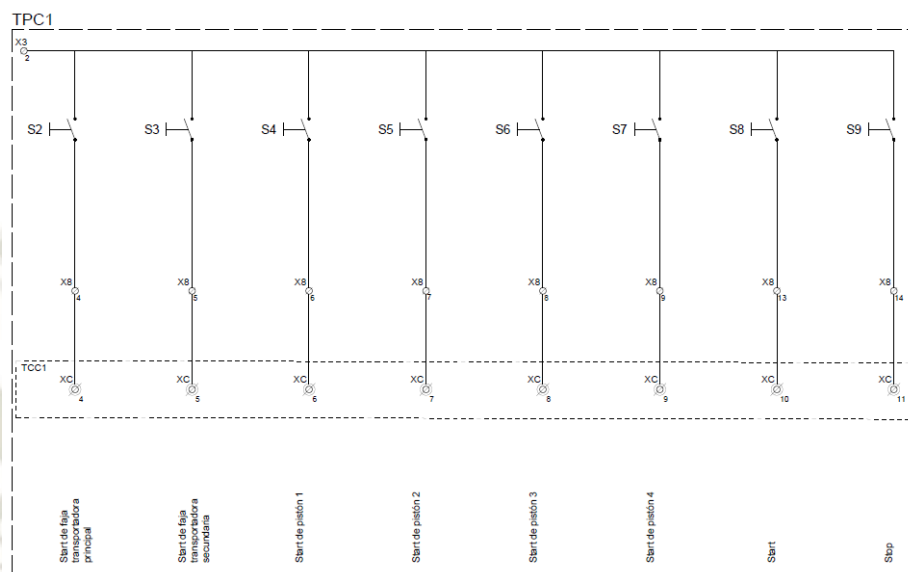 TPC1
X3
2
S2
S3
S4
S5
S6
S7
S8
S9
X8
4
X8
5
X8
6
X8
7
X8
8
X8
9
X8
13
X8
14
TCC1
XC
4
XC
5
XC
6
XC
7
XC
8
XC
9
XC
10
XC
11
Start de faja
transportadora
principal
Start de faja
transportadora
secundaria
Start de pistón 1
Start de pistón 2
Start de pistón 3
Start de pistón 4
Start
Stop